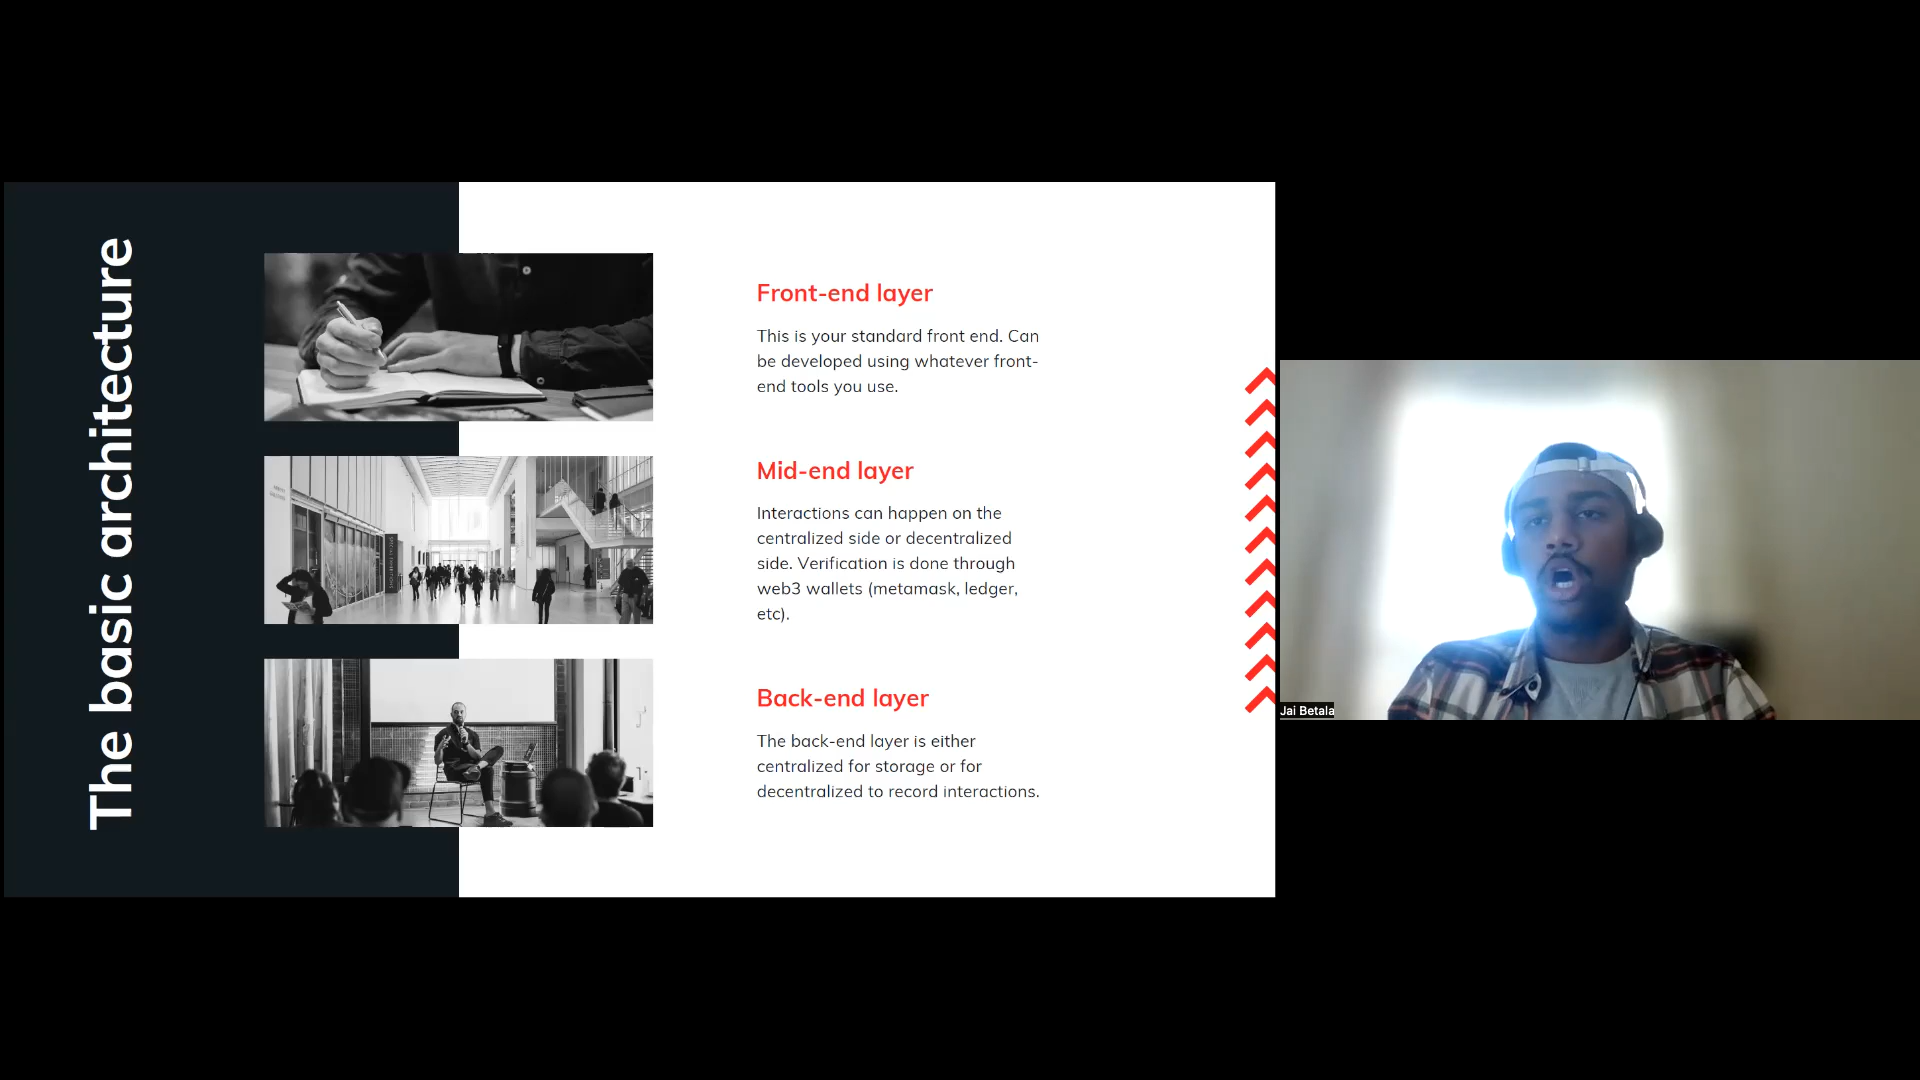 The basic architecture
Front-end layer
This is your standard front end. Can
be developed using whatever front-
end tools you use.
Mid-end layer
Interactions can happen on the
centralized side or decentralized
side. Verification is done through
web3 wallets (metamask, ledger,
etc).
Back-end layer
The back-end layer is either
centralized for storage or for
decentralized to record interactions.
Jai Betala